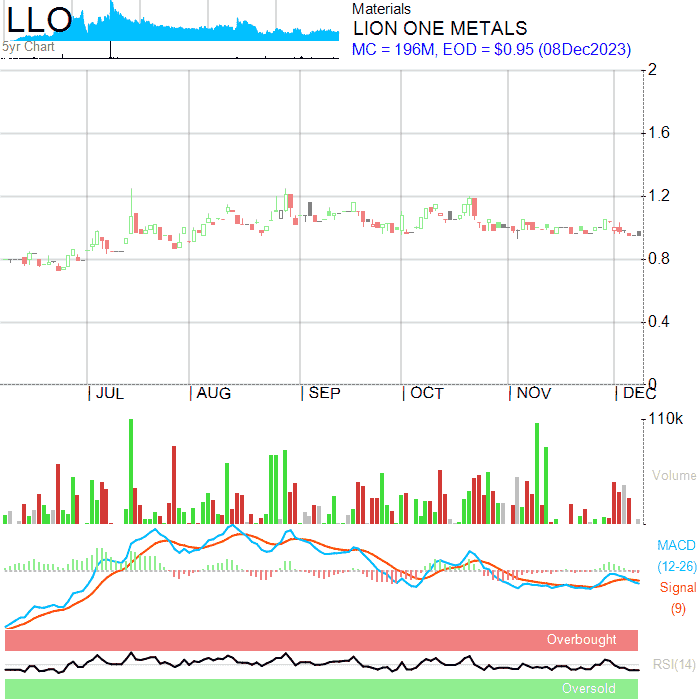 LLO
5yr Chart
Materials
LION ONE METALS
MC = 196M, EOD = $0.95 (08Dec2023)
2
1.6
1.2
0.8
0.4
0
JUL AUG SEP OCT NOV DEC
110k
Volume
MACD
(12-26)
Signal
(9)
Overbought
RSI(14)
Oversold